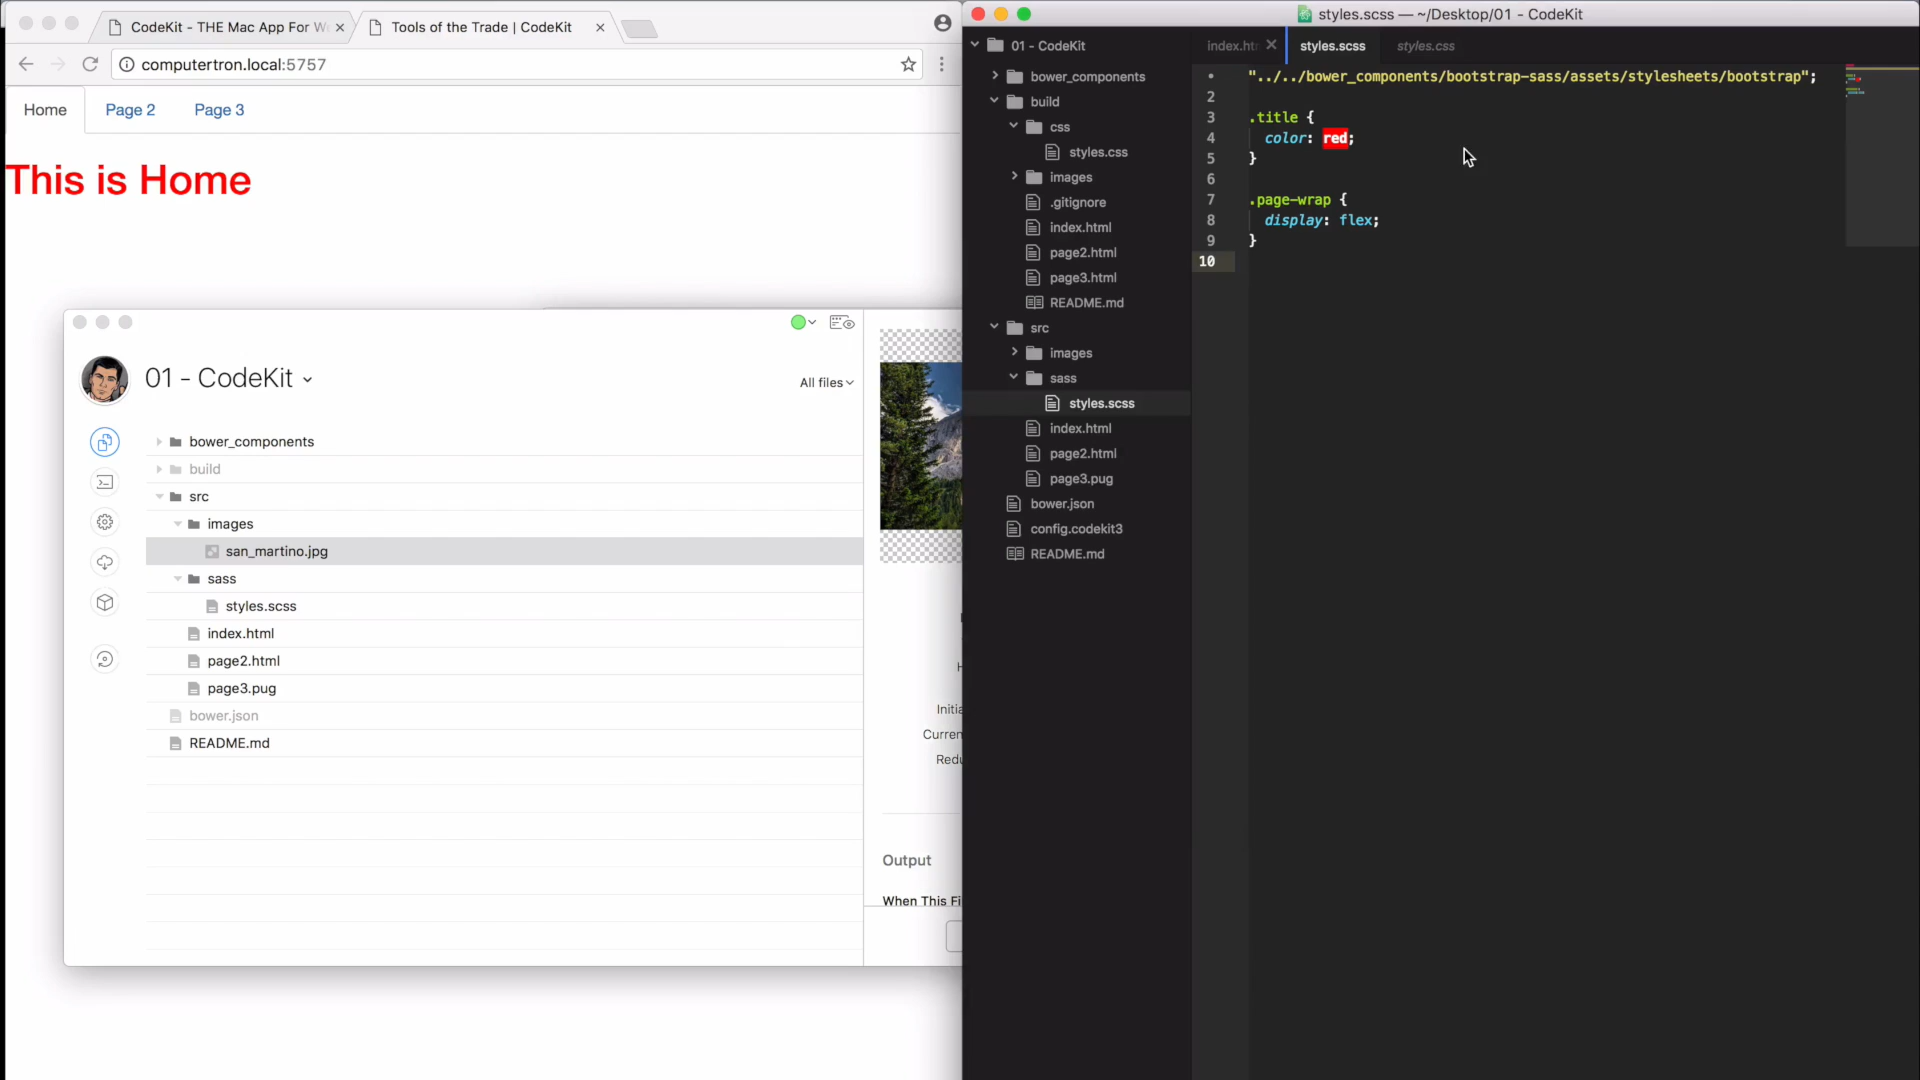 CodeKit - THE Mac App For W
Tools of the Trade | CodeKit
computertron.local:5757
Home
Page 2
Page 3
This is Home
01 - CodeKit
All files
bower_components
build
src
images
san_martino.jpg
sass
styles.scss
index.html
page2.html
page3.pug
bower.json
README.md
Initia
Curren
Redu
Output
When This Fi
styles.scss — ~/Desktop/01 - CodeKit
01 - CodeKit
bower_components
build
css
styles.css
images
.gitignore
index.html
page2.html
page3.html
README.md
src
images
sass
styles.scss
index.html
page2.html
page3.pug
bower.json
config.codekit3
README.md
index.ht
styles.scss
styles.css
"../../bower_components/bootstrap-sass/assets/stylesheets/bootstrap";
2
3 .title {
4 color: red;
5 }
6
7 .page-wrap {
8 display: flex;
9 }
10